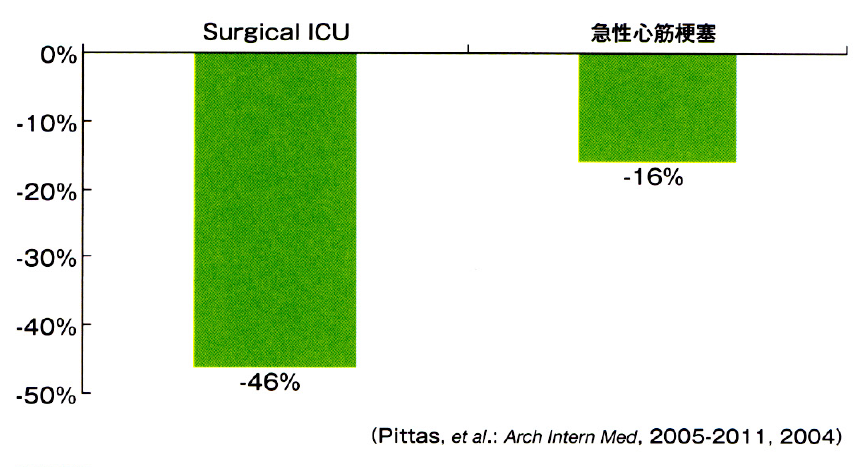 Surgical ICU
急性心筋梗塞
0%
-10%
-20%
-30%
-40%
-50%
-46%
-16%
(Pittas, et al.: Arch Intern Med, 2005-2011, 2004)